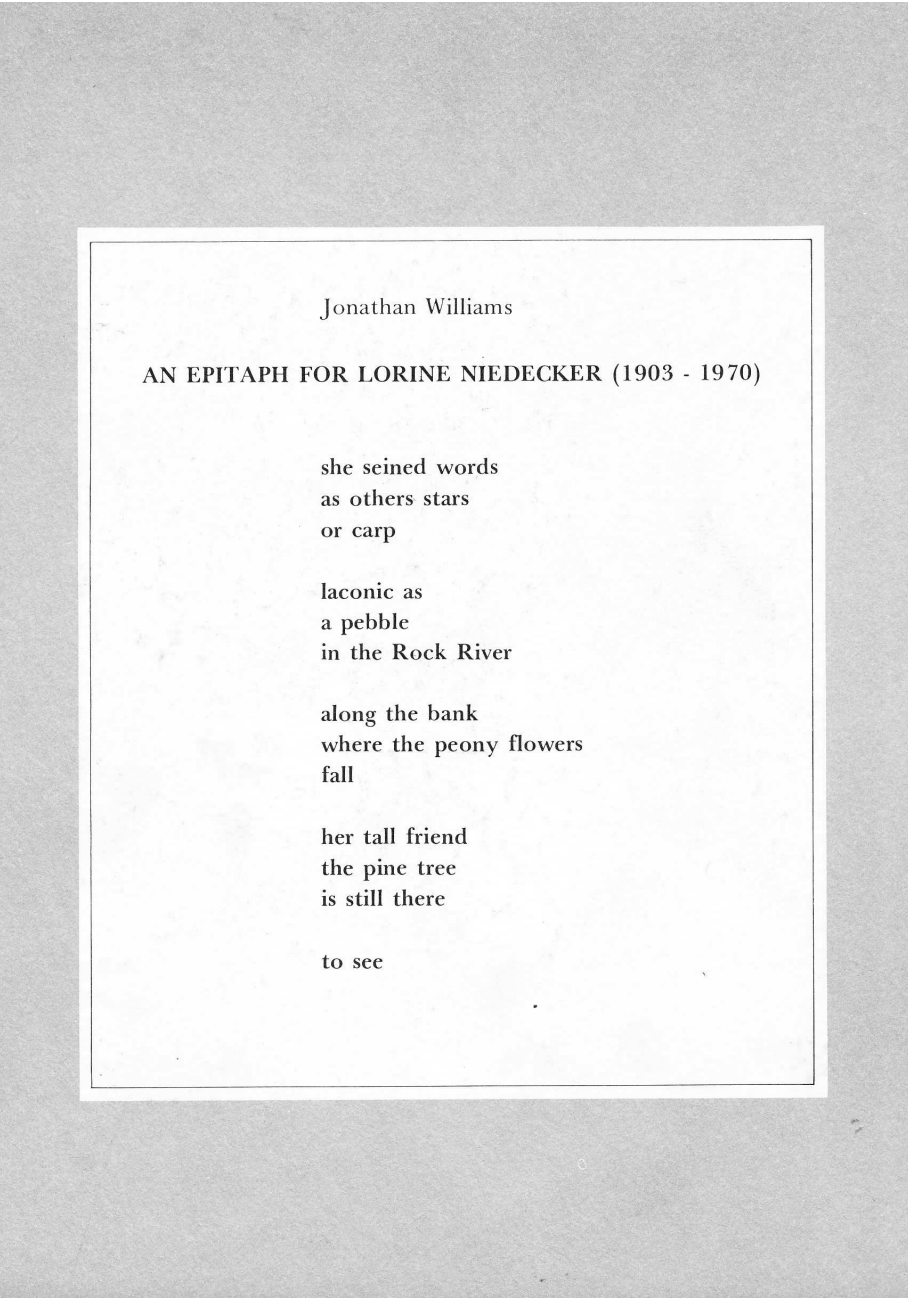 Jonathan Williams
AN EPITAPH FOR LORINE NIEDECKER (1903 - 1970)
she seined words
as others stars
or carp
laconic as
a pebble
in the Rock River
along the bank
where the peony flowers
fall
her tall friend
the pine tree
is still there
to see